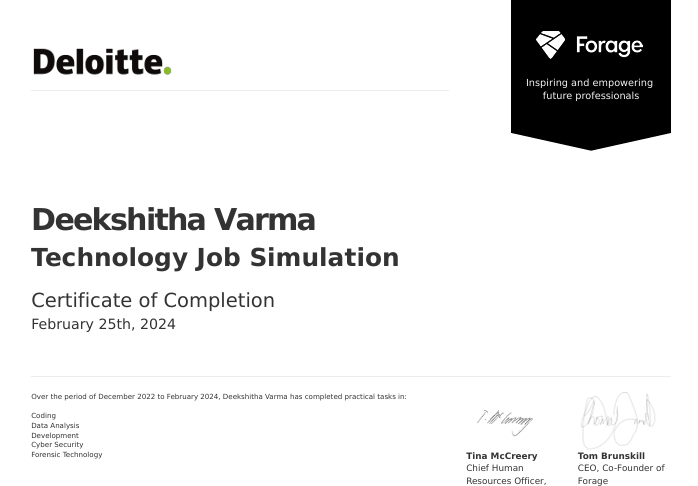 Deloitte.
Forage
Inspiring and empowering
future professionals
Deekshitha Varma
Technology Job Simulation
Certificate of Completion
February 25th, 2024
Over the period of December 2022 to February 2024, Deekshitha Varma has completed practical tasks in:
Coding
Data Analysis
Development
Cyber Security
Forensic Technology
T. McCreery
Tina McCreery
Chief Human
Resources Officer,
Tom Brunskill
CEO, Co-Founder of
Forage